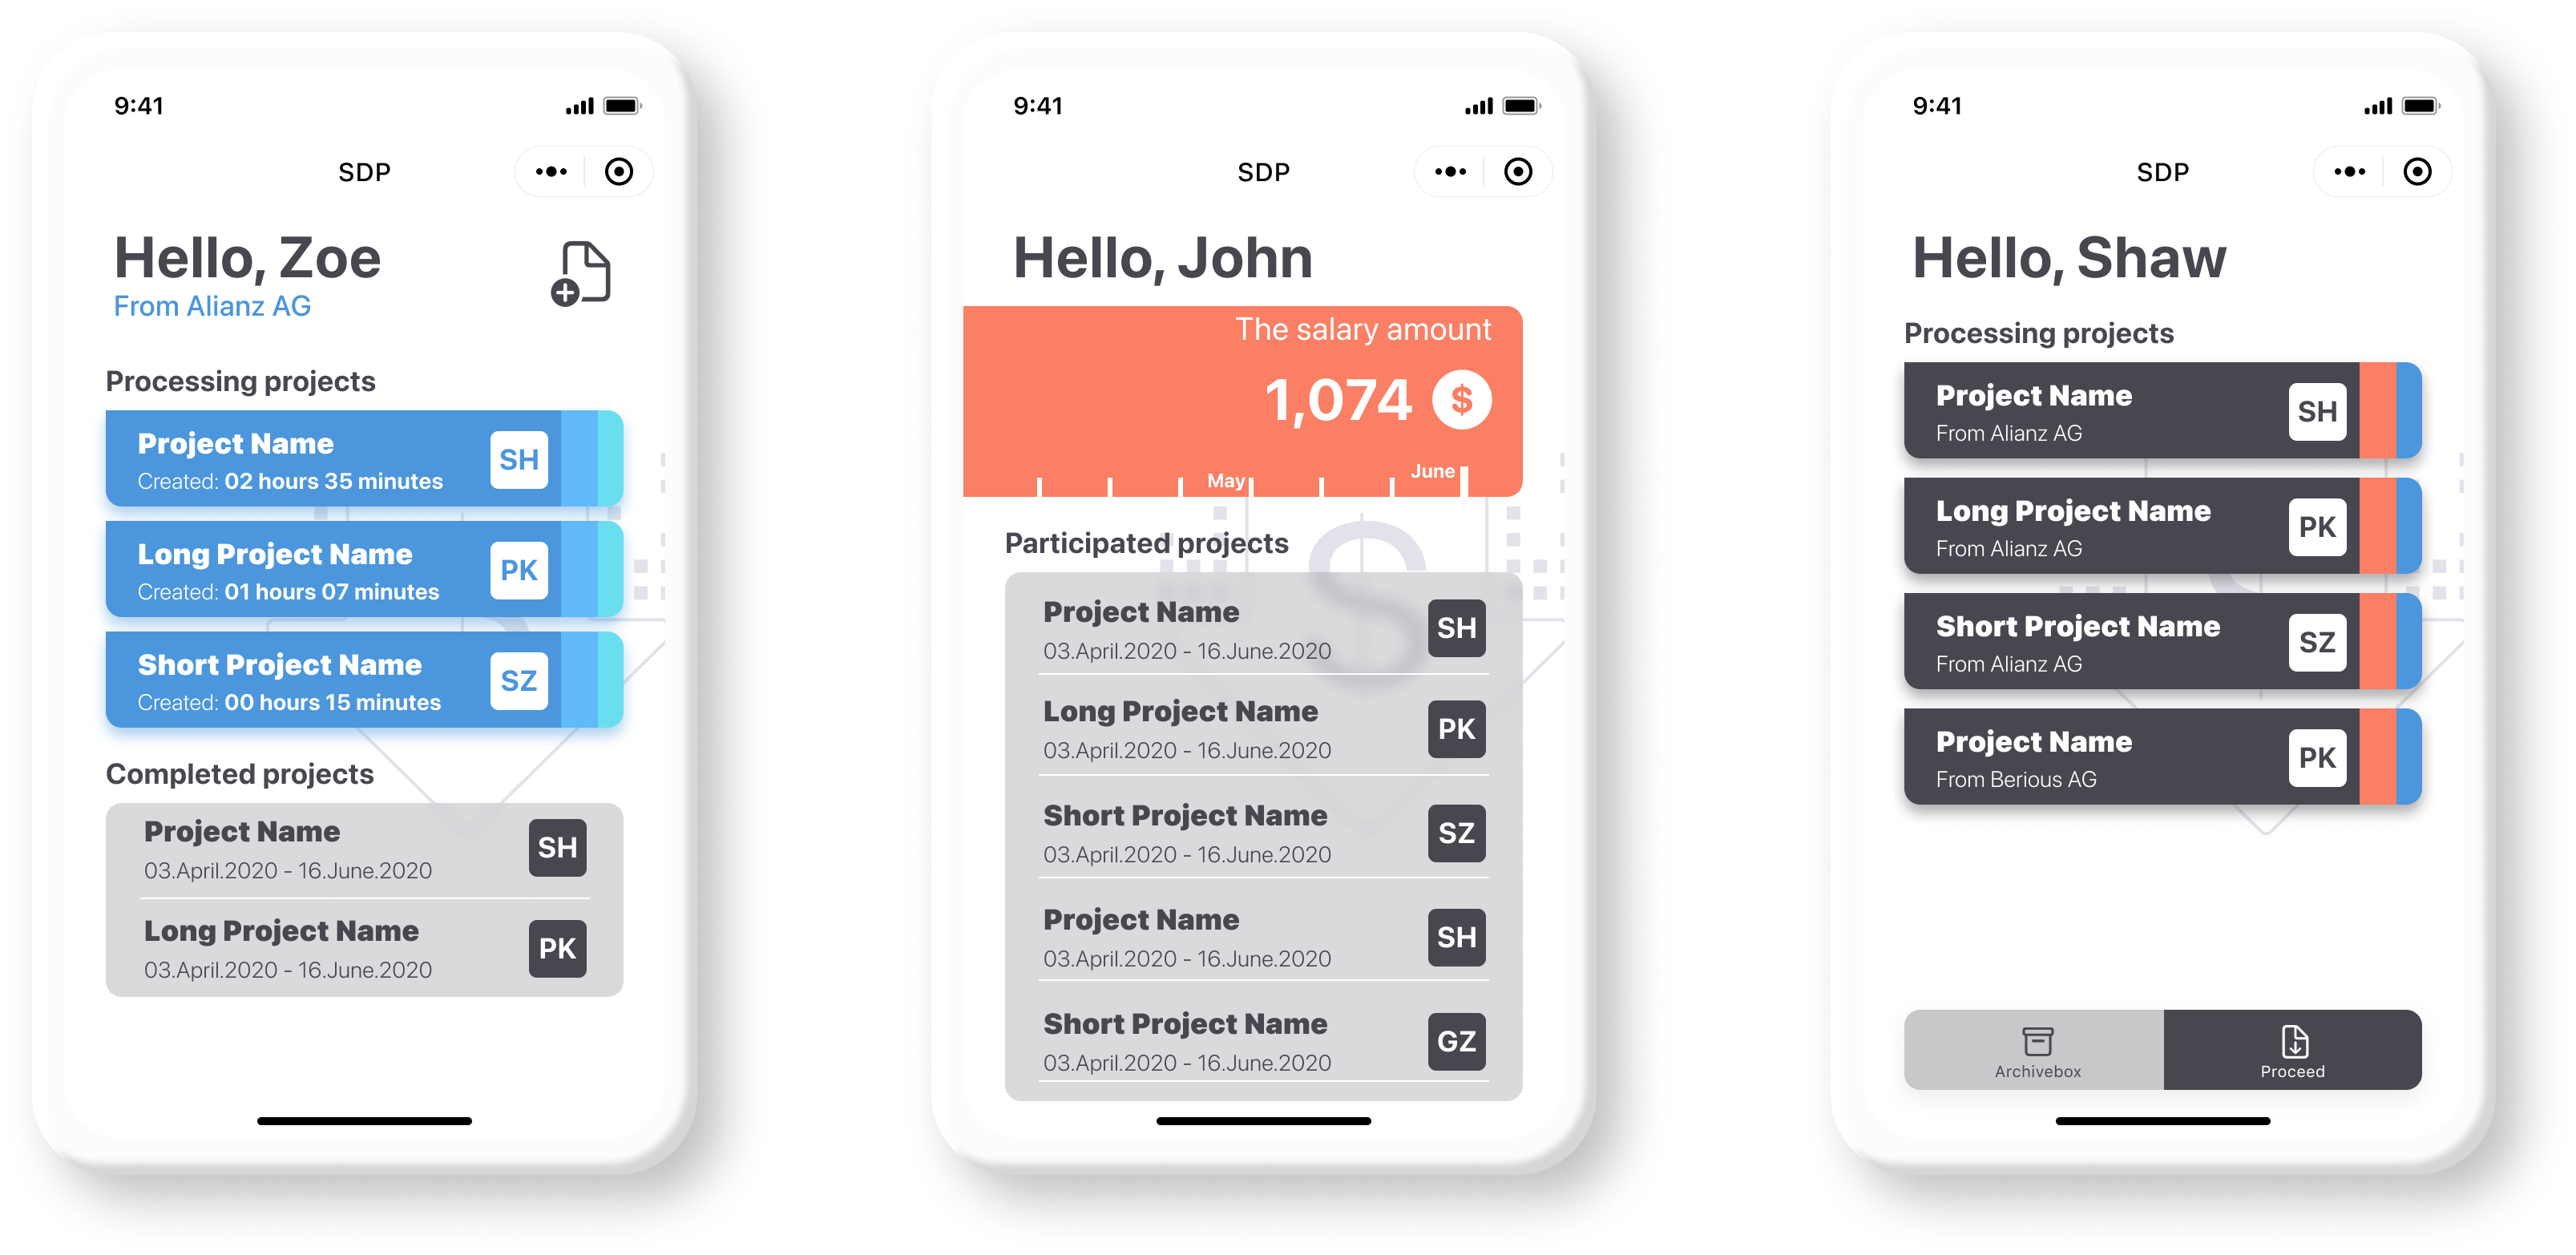 9:41
SDP
Hello, Zoe
From Alianz AG
Processing projects
Project Name
SH
Created: 02 hours 35 minutes
Long Project Name
PK
Created: 01 hours 07 minutes
Short Project Name
SZ
Created: 00 hours 15 minutes
Completed projects
Project Name
SH
03.April.2020 - 16.June.2020
Long Project Name
PK
03.April.2020 - 16.June.2020
9:41
SDP
Hello, John
The salary amount
1,074 $
May
June
Participated projects
Project Name
SH
03.April.2020 - 16.June.2020
Long Project Name
PK
03.April.2020 - 16.June.2020
Short Project Name
SZ
03.April.2020 - 16.June.2020
Project Name
SH
03.April.2020 - 16.June.2020
Short Project Name
GZ
03.April.2020 - 16.June.2020
9:41
SDP
Hello, Shaw
Processing projects
Project Name
SH
From Alianz AG
Long Project Name
PK
From Alianz AG
Short Project Name
SZ
From Alianz AG
Project Name
PK
From Berious AG
Archivebox
Proceed